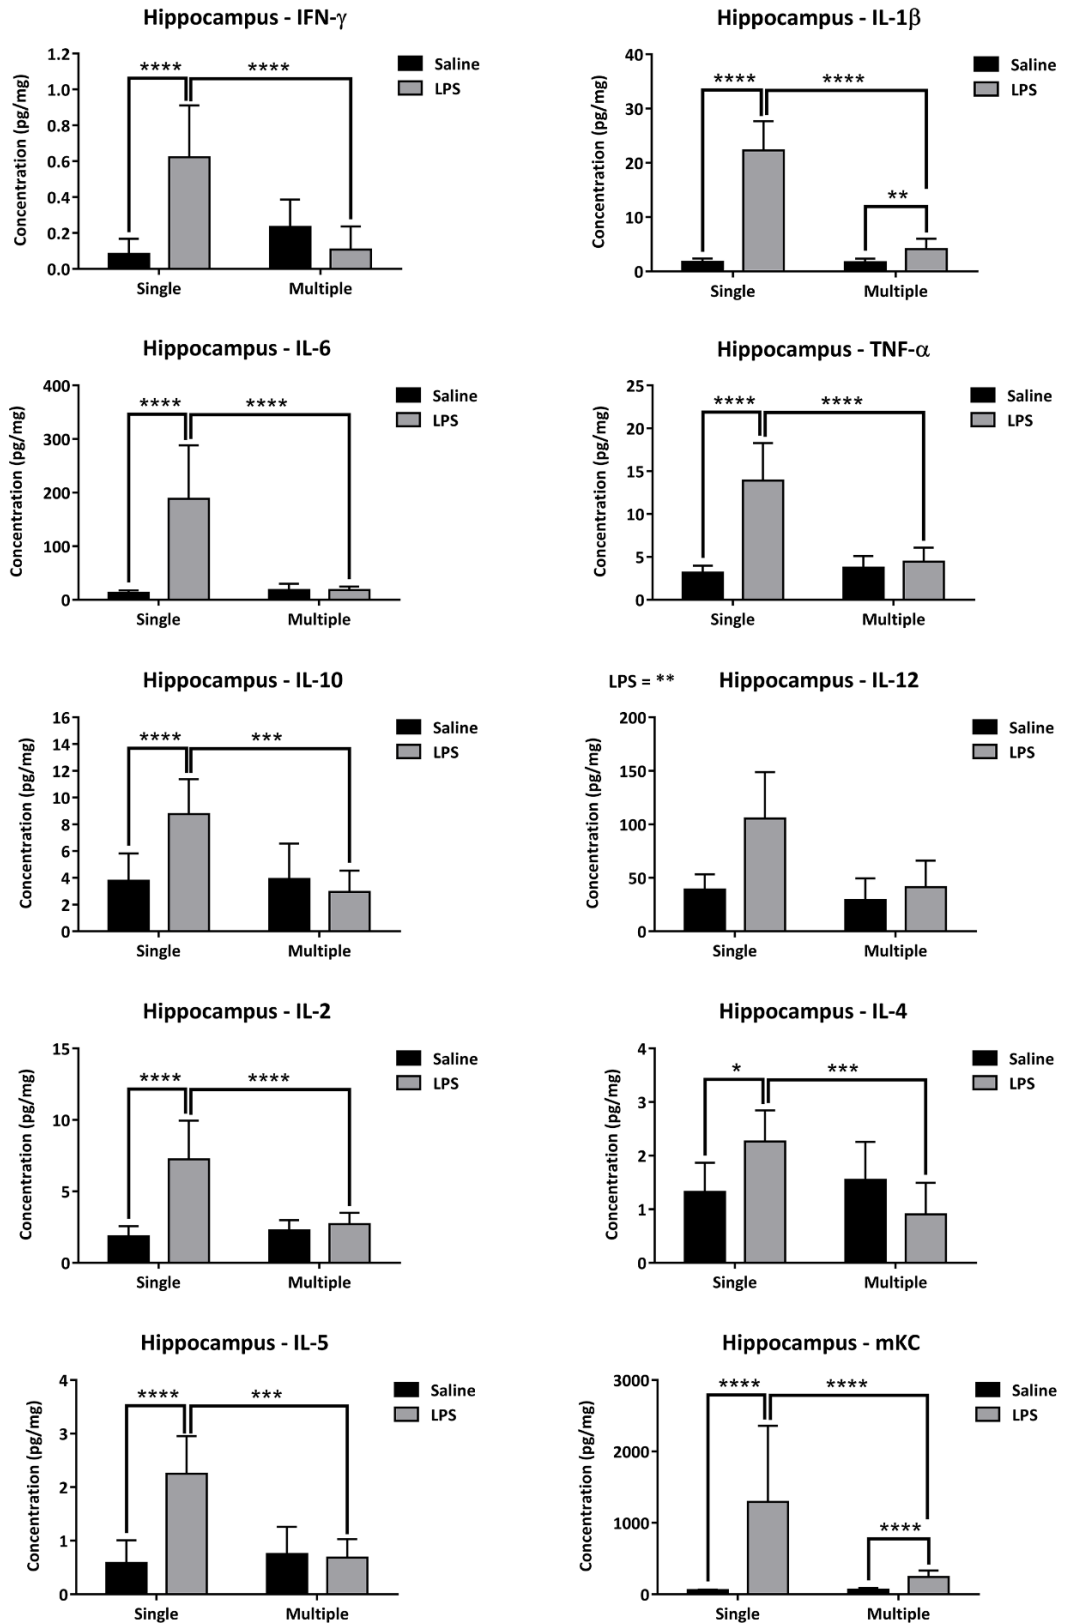 Hippocampus - IFN-γ
Concentration (pg/mg)
1.2
1.0
0.8
0.6
0.4
0.2
0.0
**** ****
Saline
LPS
Single Multiple
Hippocampus - IL-1β
Concentration (pg/mg)
40
30
20
10
0
**** ****
**
Saline
LPS
Single Multiple
Hippocampus - IL-6
Concentration (pg/mg)
400
300
200
100
0
**** ****
Saline
LPS
Single Multiple
Hippocampus - TNF-α
Concentration (pg/mg)
25
20
15
10
5
0
**** ****
Saline
LPS
Single Multiple
Hippocampus - IL-10
Concentration (pg/mg)
16
14
12
10
8
6
4
2
0
**** ***
Saline
LPS
Single Multiple
LPS = ** Hippocampus - IL-12
Concentration (pg/mg)
200
150
100
50
0
Saline
LPS
Single Multiple
Hippocampus - IL-2
Concentration (pg/mg)
15
10
5
0
**** ****
Saline
LPS
Single Multiple
Hippocampus - IL-4
Concentration (pg/mg)
4
3
2
1
0
* ***
Saline
LPS
Single Multiple
Hippocampus - IL-5
Concentration (pg/mg)
4
3
2
1
0
**** ***
Saline
LPS
Single Multiple
Hippocampus - mKC
Concentration (pg/mg)
3000
2000
1000
0
**** ****
****
Saline
LPS
Single Multiple